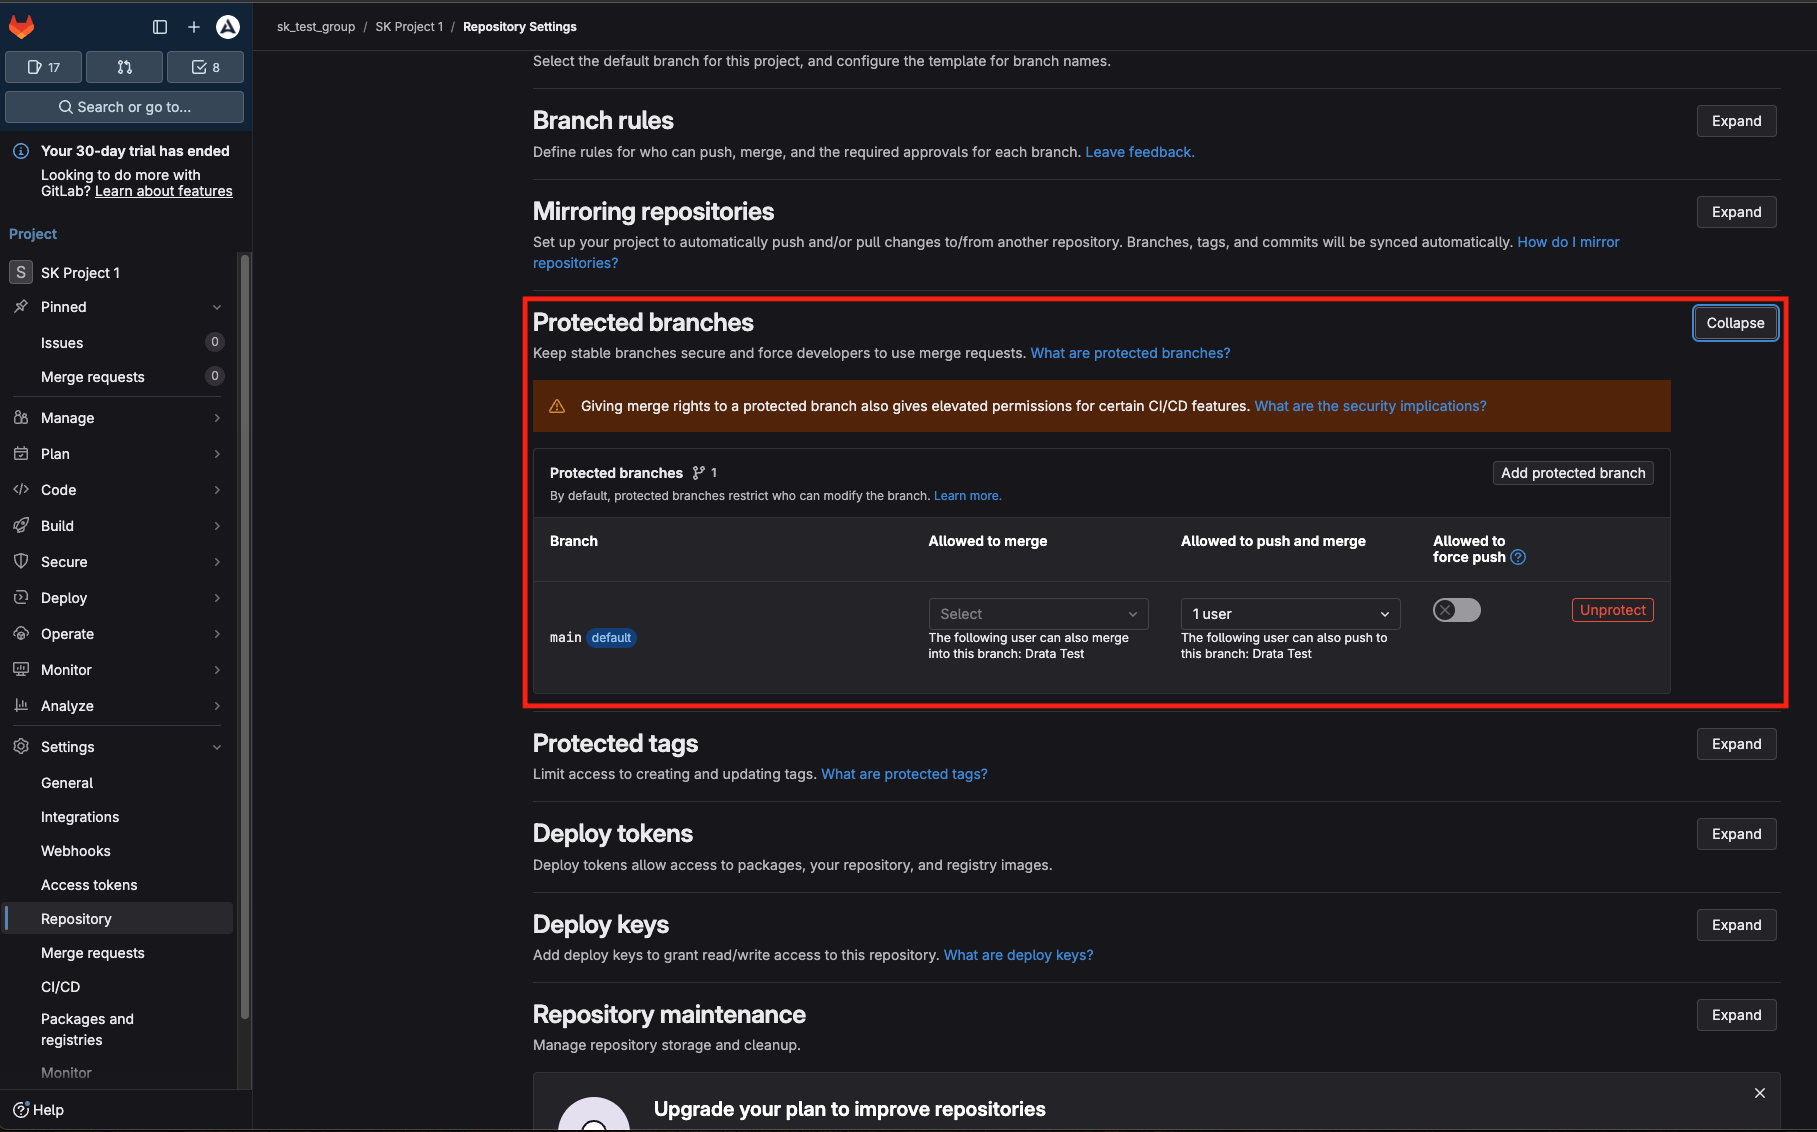 sk_test_group / SK Project 1 / Repository Settings
17
8
Search or go to...
Your 30-day trial has ended
Looking to do more with
GitLab? Learn about features
Project
S SK Project 1
Pinned
Issues 0
Merge requests 0
Manage
Plan
Code
Build
Secure
Deploy
Operate
Monitor
Analyze
Settings
General
Integrations
Webhooks
Access tokens
Repository
Merge requests
CI/CD
Packages and
registries
Monitor
Help
Select the default branch for this project, and configure the template for branch names.
Branch rules
Expand
Define rules for who can push, merge, and the required approvals for each branch. Leave feedback.
Mirroring repositories
Expand
Set up your project to automatically push and/or pull changes to/from another repository. Branches, tags, and commits will be synced automatically. How do I mirror
repositories?
Protected branches
Collapse
Keep stable branches secure and force developers to use merge requests. What are protected branches?
Giving merge rights to a protected branch also gives elevated permissions for certain CI/CD features. What are the security implications?
Protected branches 1
Add protected branch
By default, protected branches restrict who can modify the branch. Learn more.
Branch
Allowed to merge
Allowed to push and merge
Allowed to
force push
main default
Select
The following user can also merge
into this branch: Drata Test
1 user
The following user can also push to
this branch: Drata Test
Unprotect
Protected tags
Expand
Limit access to creating and updating tags. What are protected tags?
Deploy tokens
Expand
Deploy tokens allow access to packages, your repository, and registry images.
Deploy keys
Expand
Add deploy keys to grant read/write access to this repository. What are deploy keys?
Repository maintenance
Expand
Manage repository storage and cleanup.
Upgrade your plan to improve repositories